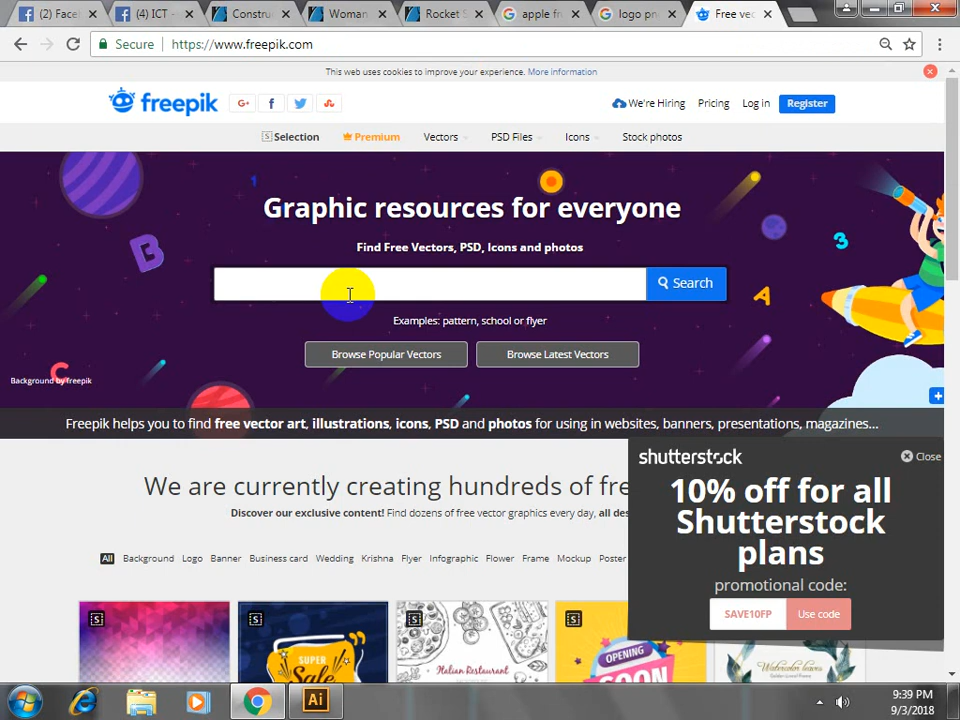 (2) Faceb
(4) ICT -
Constru
Woman
Rocket S
apple fr
logo pn
Free vec
Secure
https://www.freepik.com
This web uses cookies to improve your experience. More information
freepik
G+
f
We're Hiring
Pricing
Log in
Register
S Selection
Premium
Vectors
PSD Files
Icons
Stock photos
1
B
3
A
C
Graphic resources for everyone
Find Free Vectors, PSD, Icons and photos
Search
Examples: pattern, school or flyer
Browse Popular Vectors
Browse Latest Vectors
Background by freepik
Freepik helps you to find free vector art, illustrations, icons, PSD and photos for using in websites, banners, presentations, magazines...
We are currently creating hundreds of fre
Discover our exclusive content! Find dozens of free vector graphics every day, all des
All
Background
Logo
Banner
Business card
Wedding
Krishna
Flyer
Infographic
Flower
Frame
Mockup
Poster
shutterstock
Close
10% off for all
Shutterstock
plans
promotional code:
SAVE10FP
Use code
S
S
SUPER
Sale
Italian Restaurant
S
OPENING
SOON
Ai
9:39 PM
9/3/2018